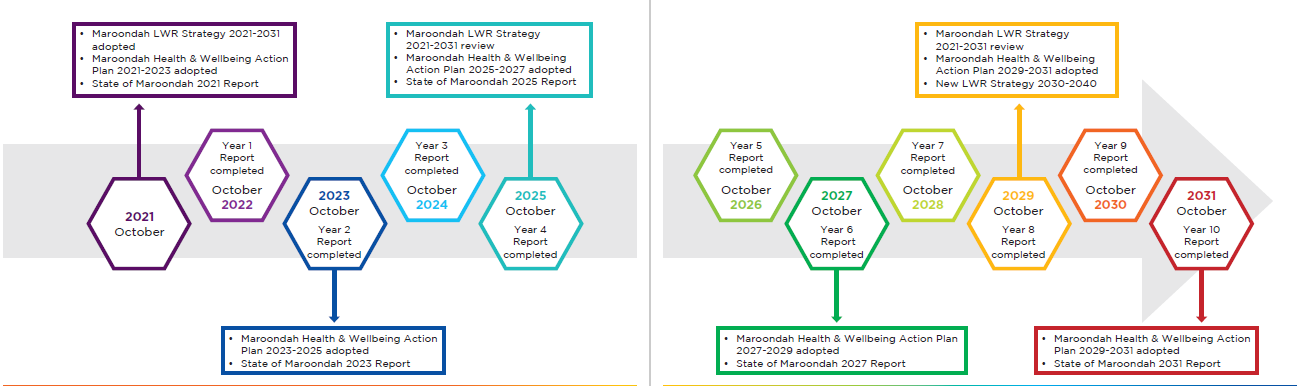 • Maroondah LWR Strategy 2021-2031
adopted
• Maroondah Health & Wellbeing Action
Plan 2021-2023 adopted
• State of Maroondah 2021 Report
• Maroondah LWR Strategy
2021-2031 review
• Maroondah Health & Wellbeing
Action Plan 2025-2027 adopted
• State of Maroondah 2025 Report
2021
October
Year 1
Report
completed
October
2022
2023
October
Year 2
Report
completed
Year 3
Report
completed
October
2024
2025
October
Year 4
Report
completed
• Maroondah Health & Wellbeing Action
Plan 2023-2025 adopted
• State of Maroondah 2023 Report
• Maroondah LWR Strategy
2021-2031 review
• Maroondah Health & Wellbeing
Action Plan 2029-2031 adopted
• New LWR Strategy 2030-2040
Year 5
Report
completed
October
2026
2027
October
Year 6
Report
completed
Year 7
Report
completed
October
2028
2029
October
Year 8
Report
completed
Year 9
Report
completed
October
2030
2031
October
Year 10
Report
completed
• Maroondah Health & Wellbeing Action Plan
2027-2029 adopted
• State of Maroondah 2027 Report
• Maroondah Health & Wellbeing Action
Plan 2029-2031 adopted
• State of Maroondah 2031 Report